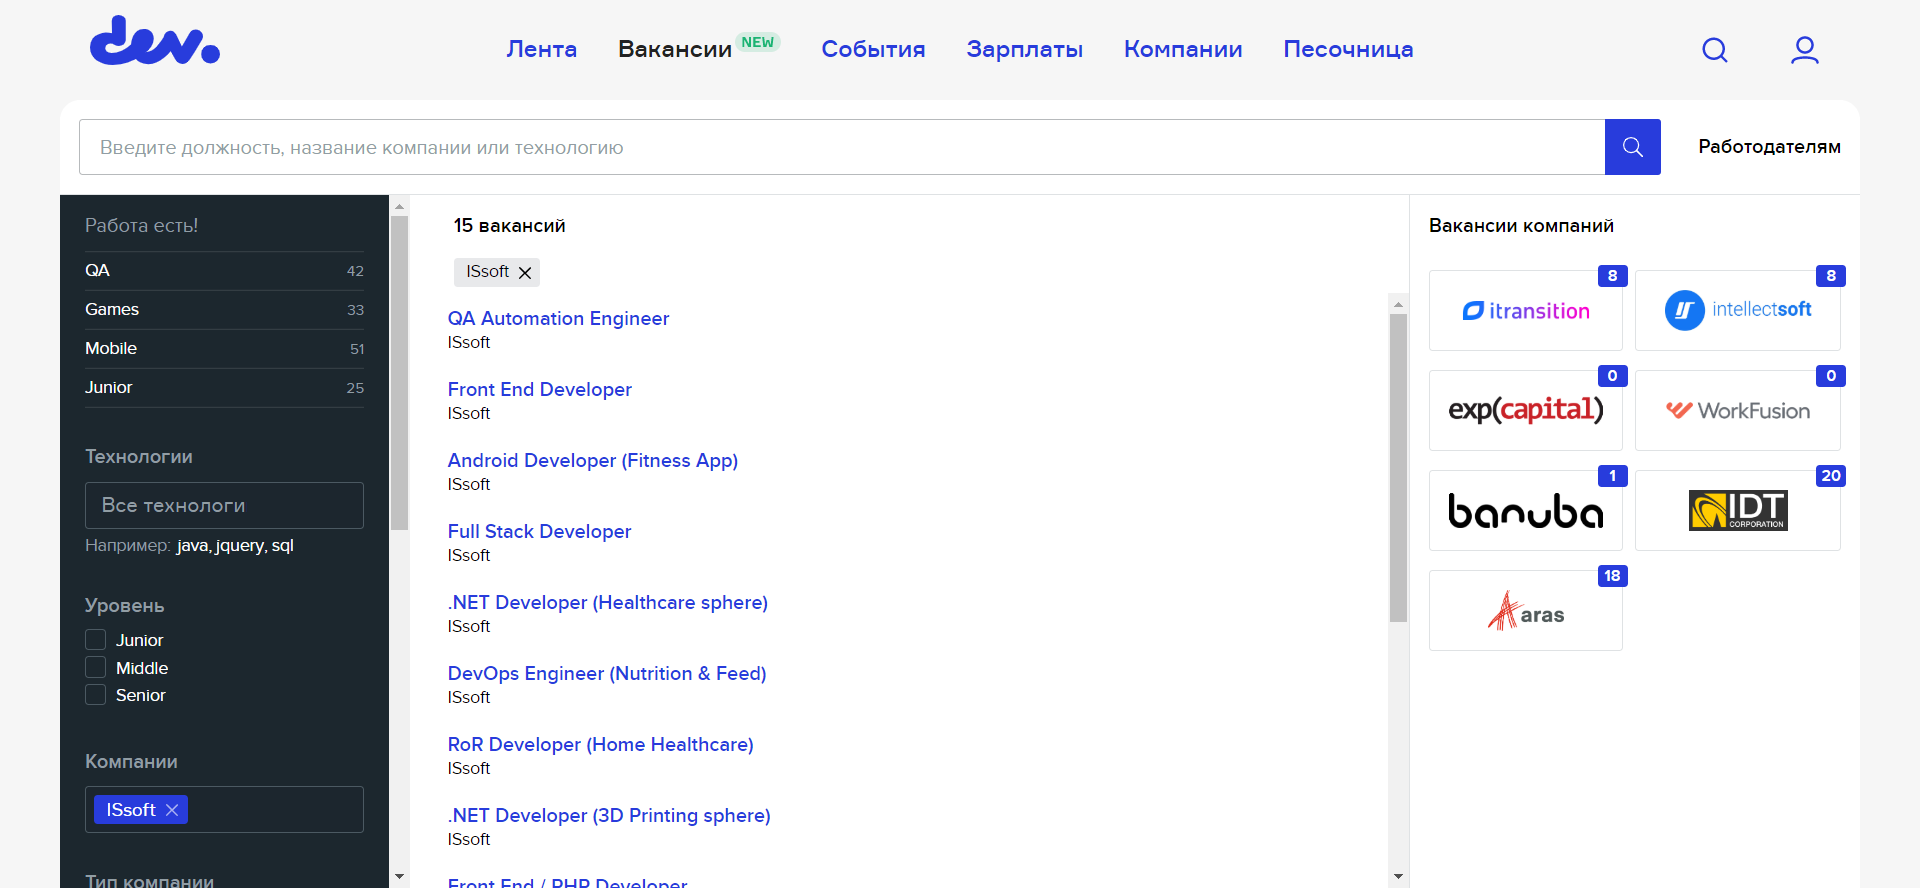 dev.
Лента
Вакансии NEW
События
Зарплаты
Компании
Песочница
Введите должность, название компании или технологию
Работодателям
Работа есть!
QA 42
Games 33
Mobile 51
Junior 25
Технологии
Все технологи
Например: java, jquery, sql
Уровень
Junior
Middle
Senior
Компании
ISsoft
Тип компании
15 вакансий
ISsoft
QA Automation Engineer
ISsoft
Front End Developer
ISsoft
Android Developer (Fitness App)
ISsoft
Full Stack Developer
ISsoft
.NET Developer (Healthcare sphere)
ISsoft
DevOps Engineer (Nutrition & Feed)
ISsoft
RoR Developer (Home Healthcare)
ISsoft
.NET Developer (3D Printing sphere)
ISsoft
Front End / PHP Developer
Вакансии компаний
8
itransition
8
intellectsoft
0
exp(capital)
0
WorkFusion
1
banuba
20
IDT
CORPORATION
18
aras